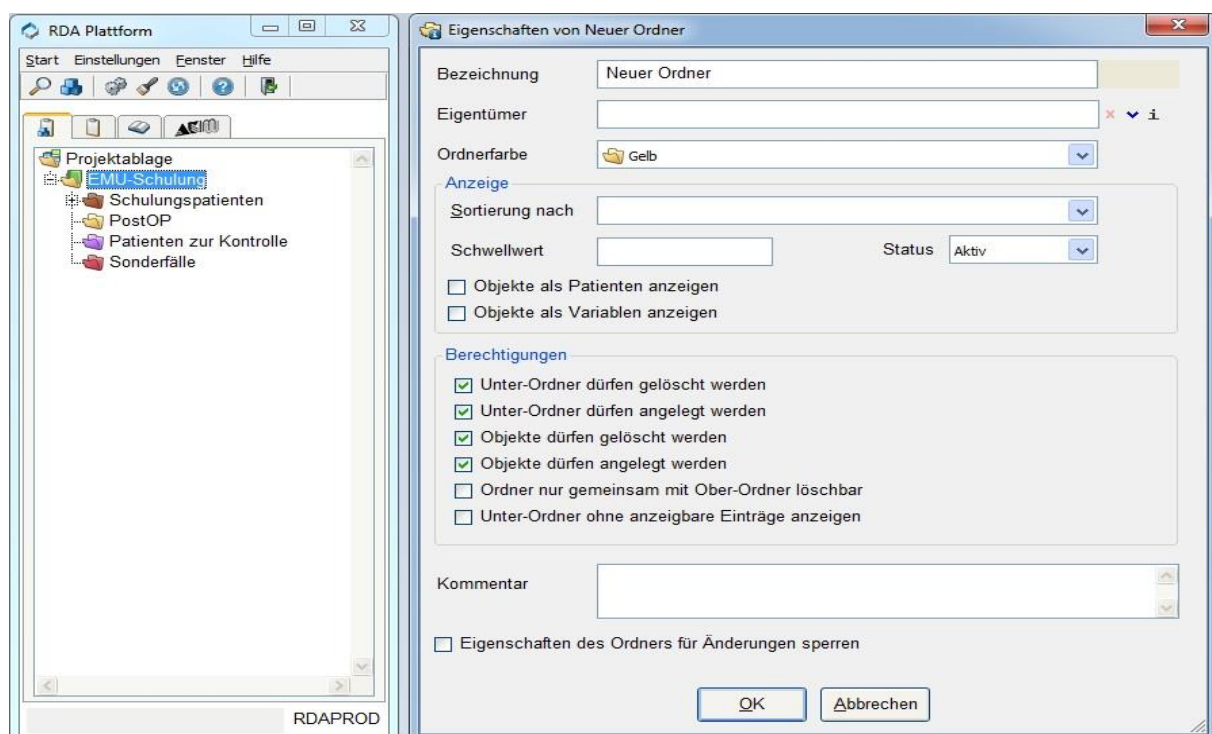 RDA Plattform
Start Einstellungen Fenster Hilfe
Projektablage
EMU-Schulung
Schulungspatienten
PostOP
Patienten zur Kontrolle
Sonderfälle
RDAPROD
Eigenschaften von Neuer Ordner
Bezeichnung Neuer Ordner
Eigentümer
Ordnerfarbe Gelb
Anzeige
Sortierung nach
Schwellwert Status Aktiv
Objekte als Patienten anzeigen
Objekte als Variablen anzeigen
Berechtigungen
Unter-Ordner dürfen gelöscht werden
Unter-Ordner dürfen angelegt werden
Objekte dürfen gelöscht werden
Objekte dürfen angelegt werden
Ordner nur gemeinsam mit Ober-Ordner löschbar
Unter-Ordner ohne anzeigbare Einträge anzeigen
Kommentar
Eigenschaften des Ordners für Änderungen sperren
OK Abbrechen